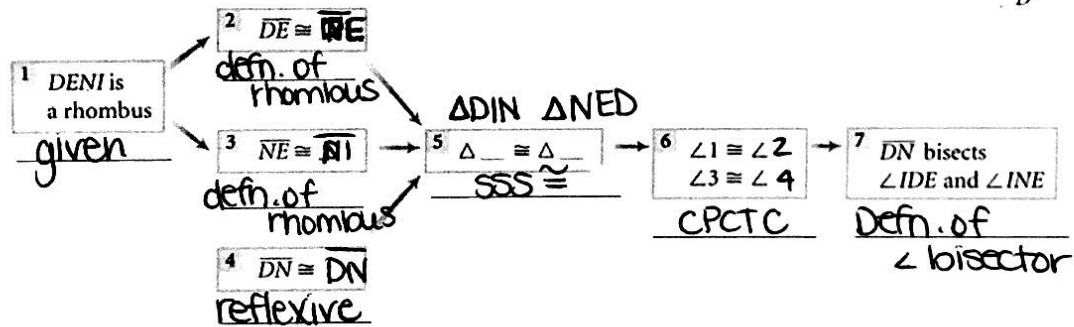 1 DENI is
a rhombus
given
2 DE ≅ NE
defn. of
rhombus
3 NE ≅ NI
defn. of
rhombus
4 DN ≅ DN
reflexive
ΔDIN ΔNED
5 Δ __ ≅ Δ __
SSS ≅
6 ∠1 ≅ ∠2
∠3 ≅ ∠4
CPCTC
7 DN bisects
∠IDE and ∠INE
Defn. of
∠ bisector